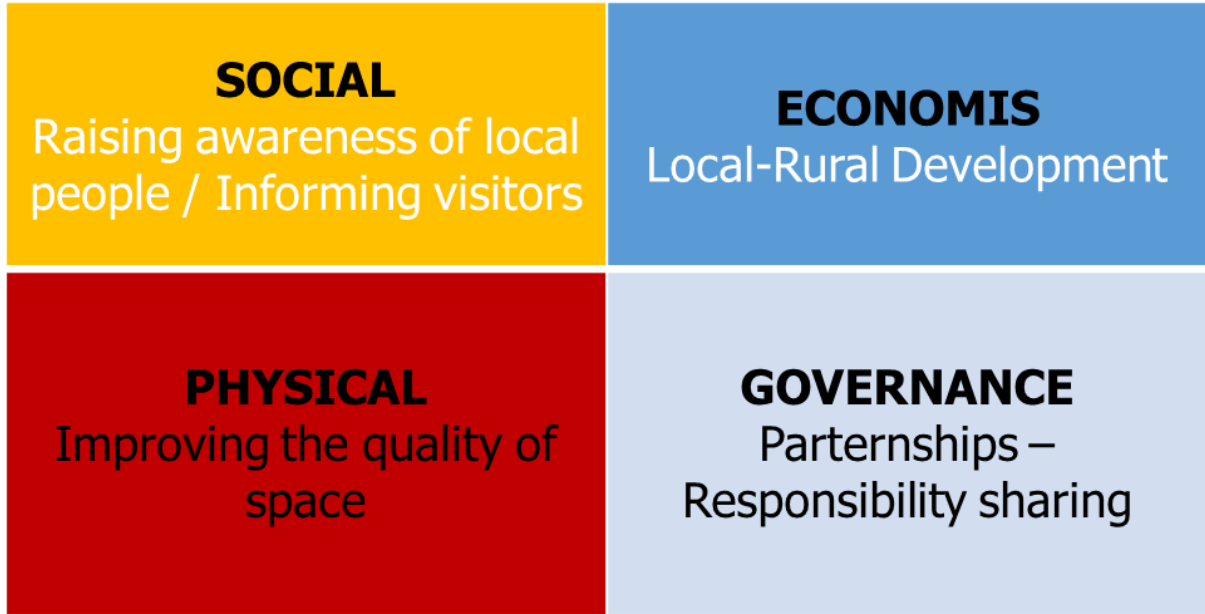 SOCIAL
Raising awareness of local
people / Informing visitors
ECONOMIS
Local-Rural Development
PHYSICAL
Improving the quality of
space
GOVERNANCE
Parternships –
Responsibility sharing